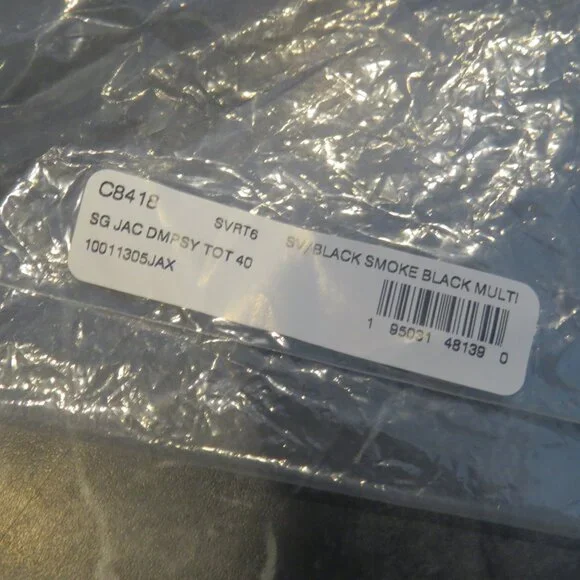 C8418
SVRT6 SV/BLACK SMOKE BLACK MULTI
SG JAC DMPSY TOT 40
10011305JAX
1 95031 48139 0